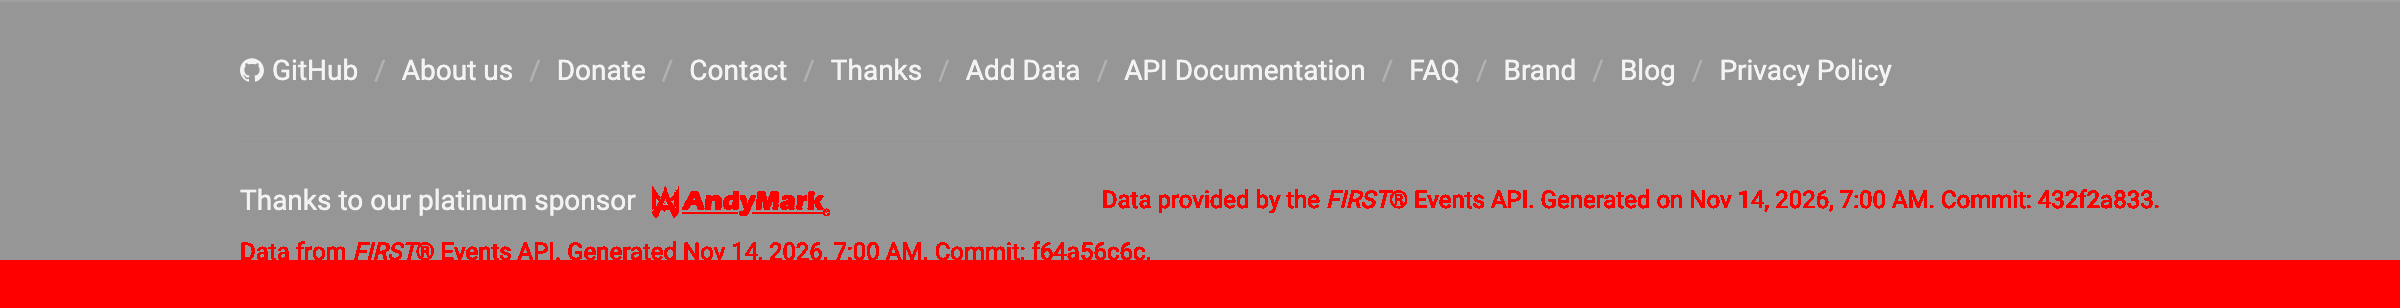 GitHub / About us / Donate / Contact / Thanks / Add Data / API Documentation / FAQ / Brand / Blog / Privacy Policy
Thanks to our platinum sponsor AndyMark® Data provided by the FIRST® Events API. Generated on Nov 14, 2026, 7:00 AM. Commit: 432f2a833.
Data from FIRST® Events API. Generated Nov 14, 2026, 7:00 AM. Commit: f64a56c6c.